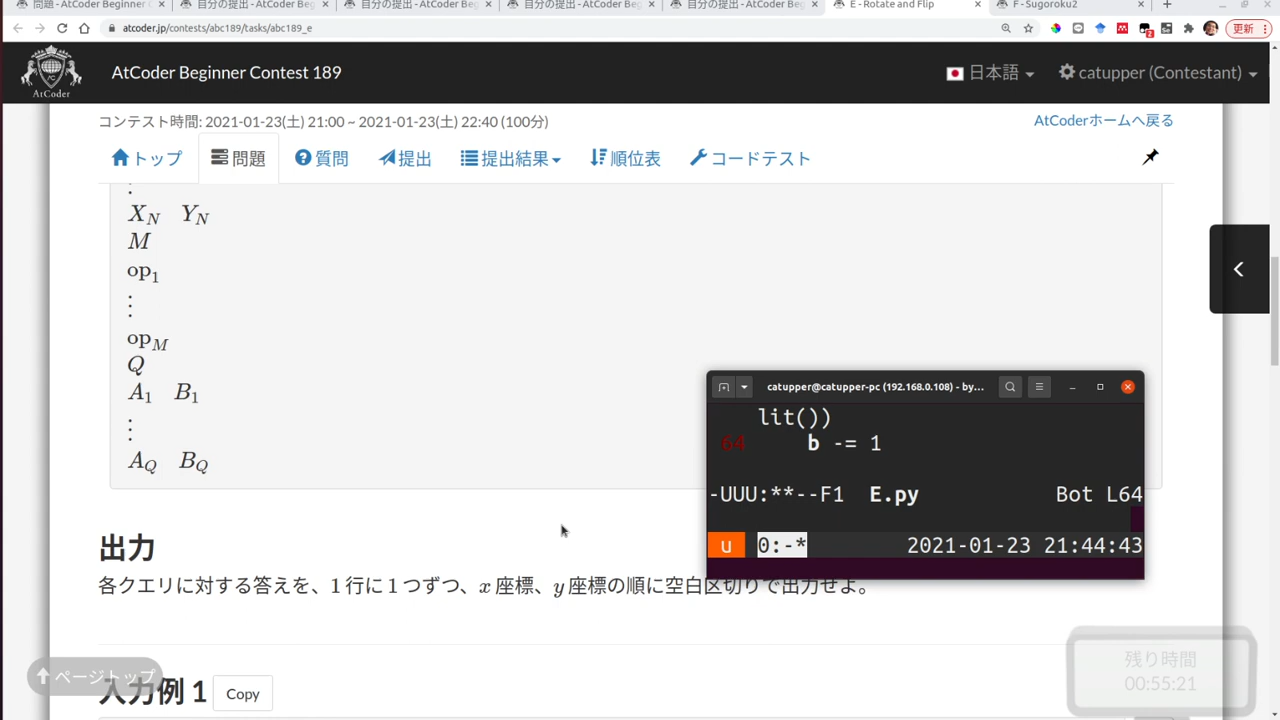 問題 - AtCoder Beginner C
自分の提出 - AtCoder Beg
自分の提出 - AtCoder Beg
自分の提出 - AtCoder Beg
自分の提出 - AtCoder Beg
E - Rotate and Flip
F - Sugoroku2
atcoder.jp/contests/abc189/tasks/abc189_e
更新
AtCoder
AtCoder Beginner Contest 189
日本語
catupper (Contestant)
コンテスト時間: 2021-01-23(土) 21:00 ~ 2021-01-23(土) 22:40 (100分)
AtCoderホームへ戻る
トップ
問題
質問
提出
提出結果
順位表
コードテスト
⋮
X_N Y_N
M
op_1
⋮
op_M
Q
A_1 B_1
⋮
A_Q B_Q
catupper@catupper-pc (192.168.0.108) - by...
lit())
64 b -= 1
-UUU:**--F1 E.py Bot L64
u 0:-* 2021-01-23 21:44:43
出力
各クエリに対する答えを、1 行に 1 つずつ、x 座標、y 座標の順に空白区切りで出力せよ。
残り時間
00:55:21
ページトップ
入力例 1
Copy